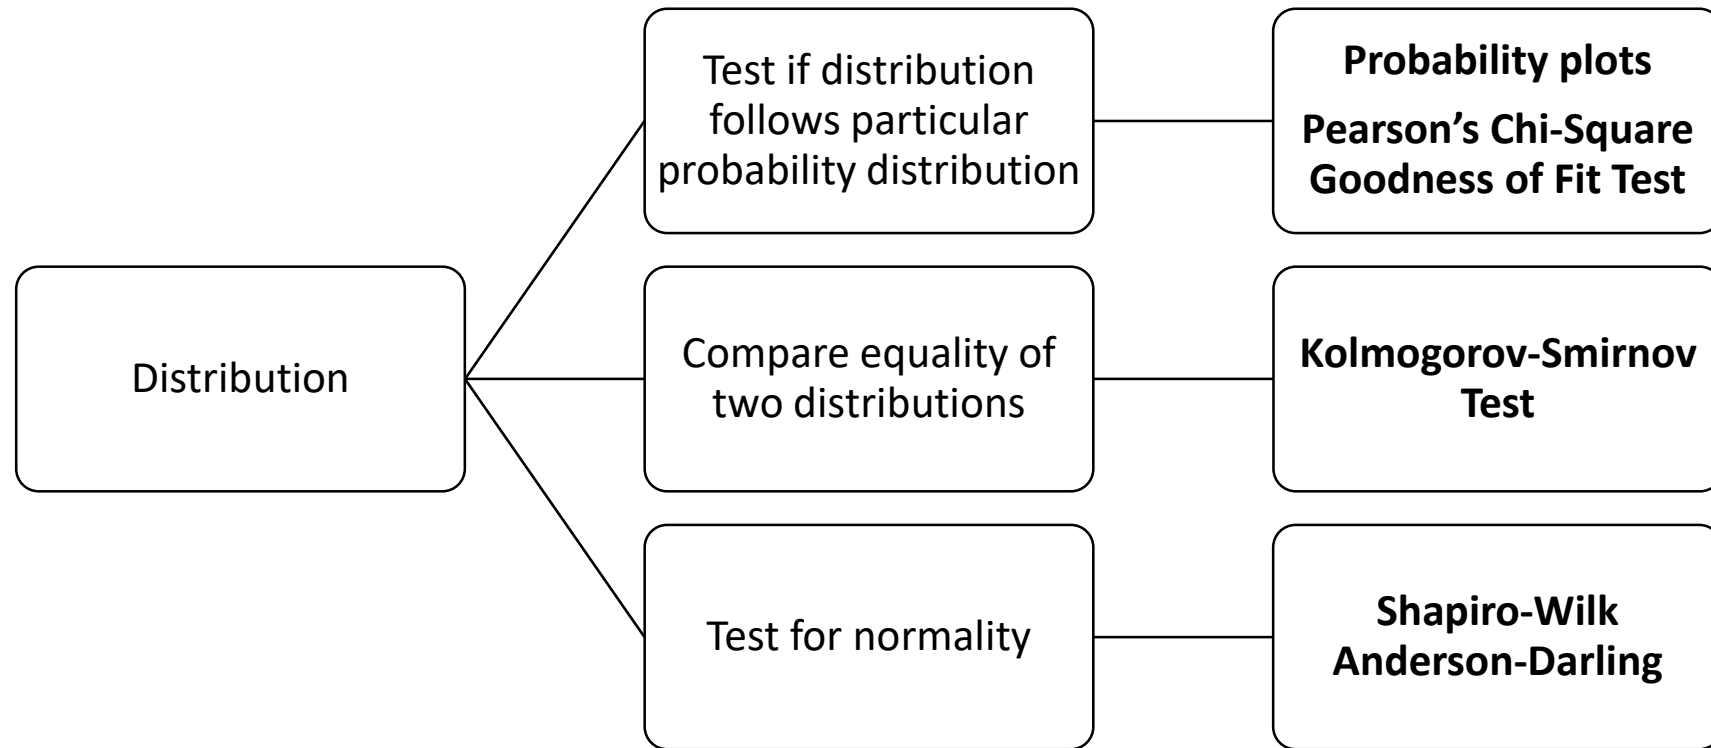 Distribution
Test if distribution
follows particular
probability distribution
Probability plots
Pearson’s Chi-Square
Goodness of Fit Test
Compare equality of
two distributions
Kolmogorov-Smirnov
Test
Test for normality
Shapiro-Wilk
Anderson-Darling